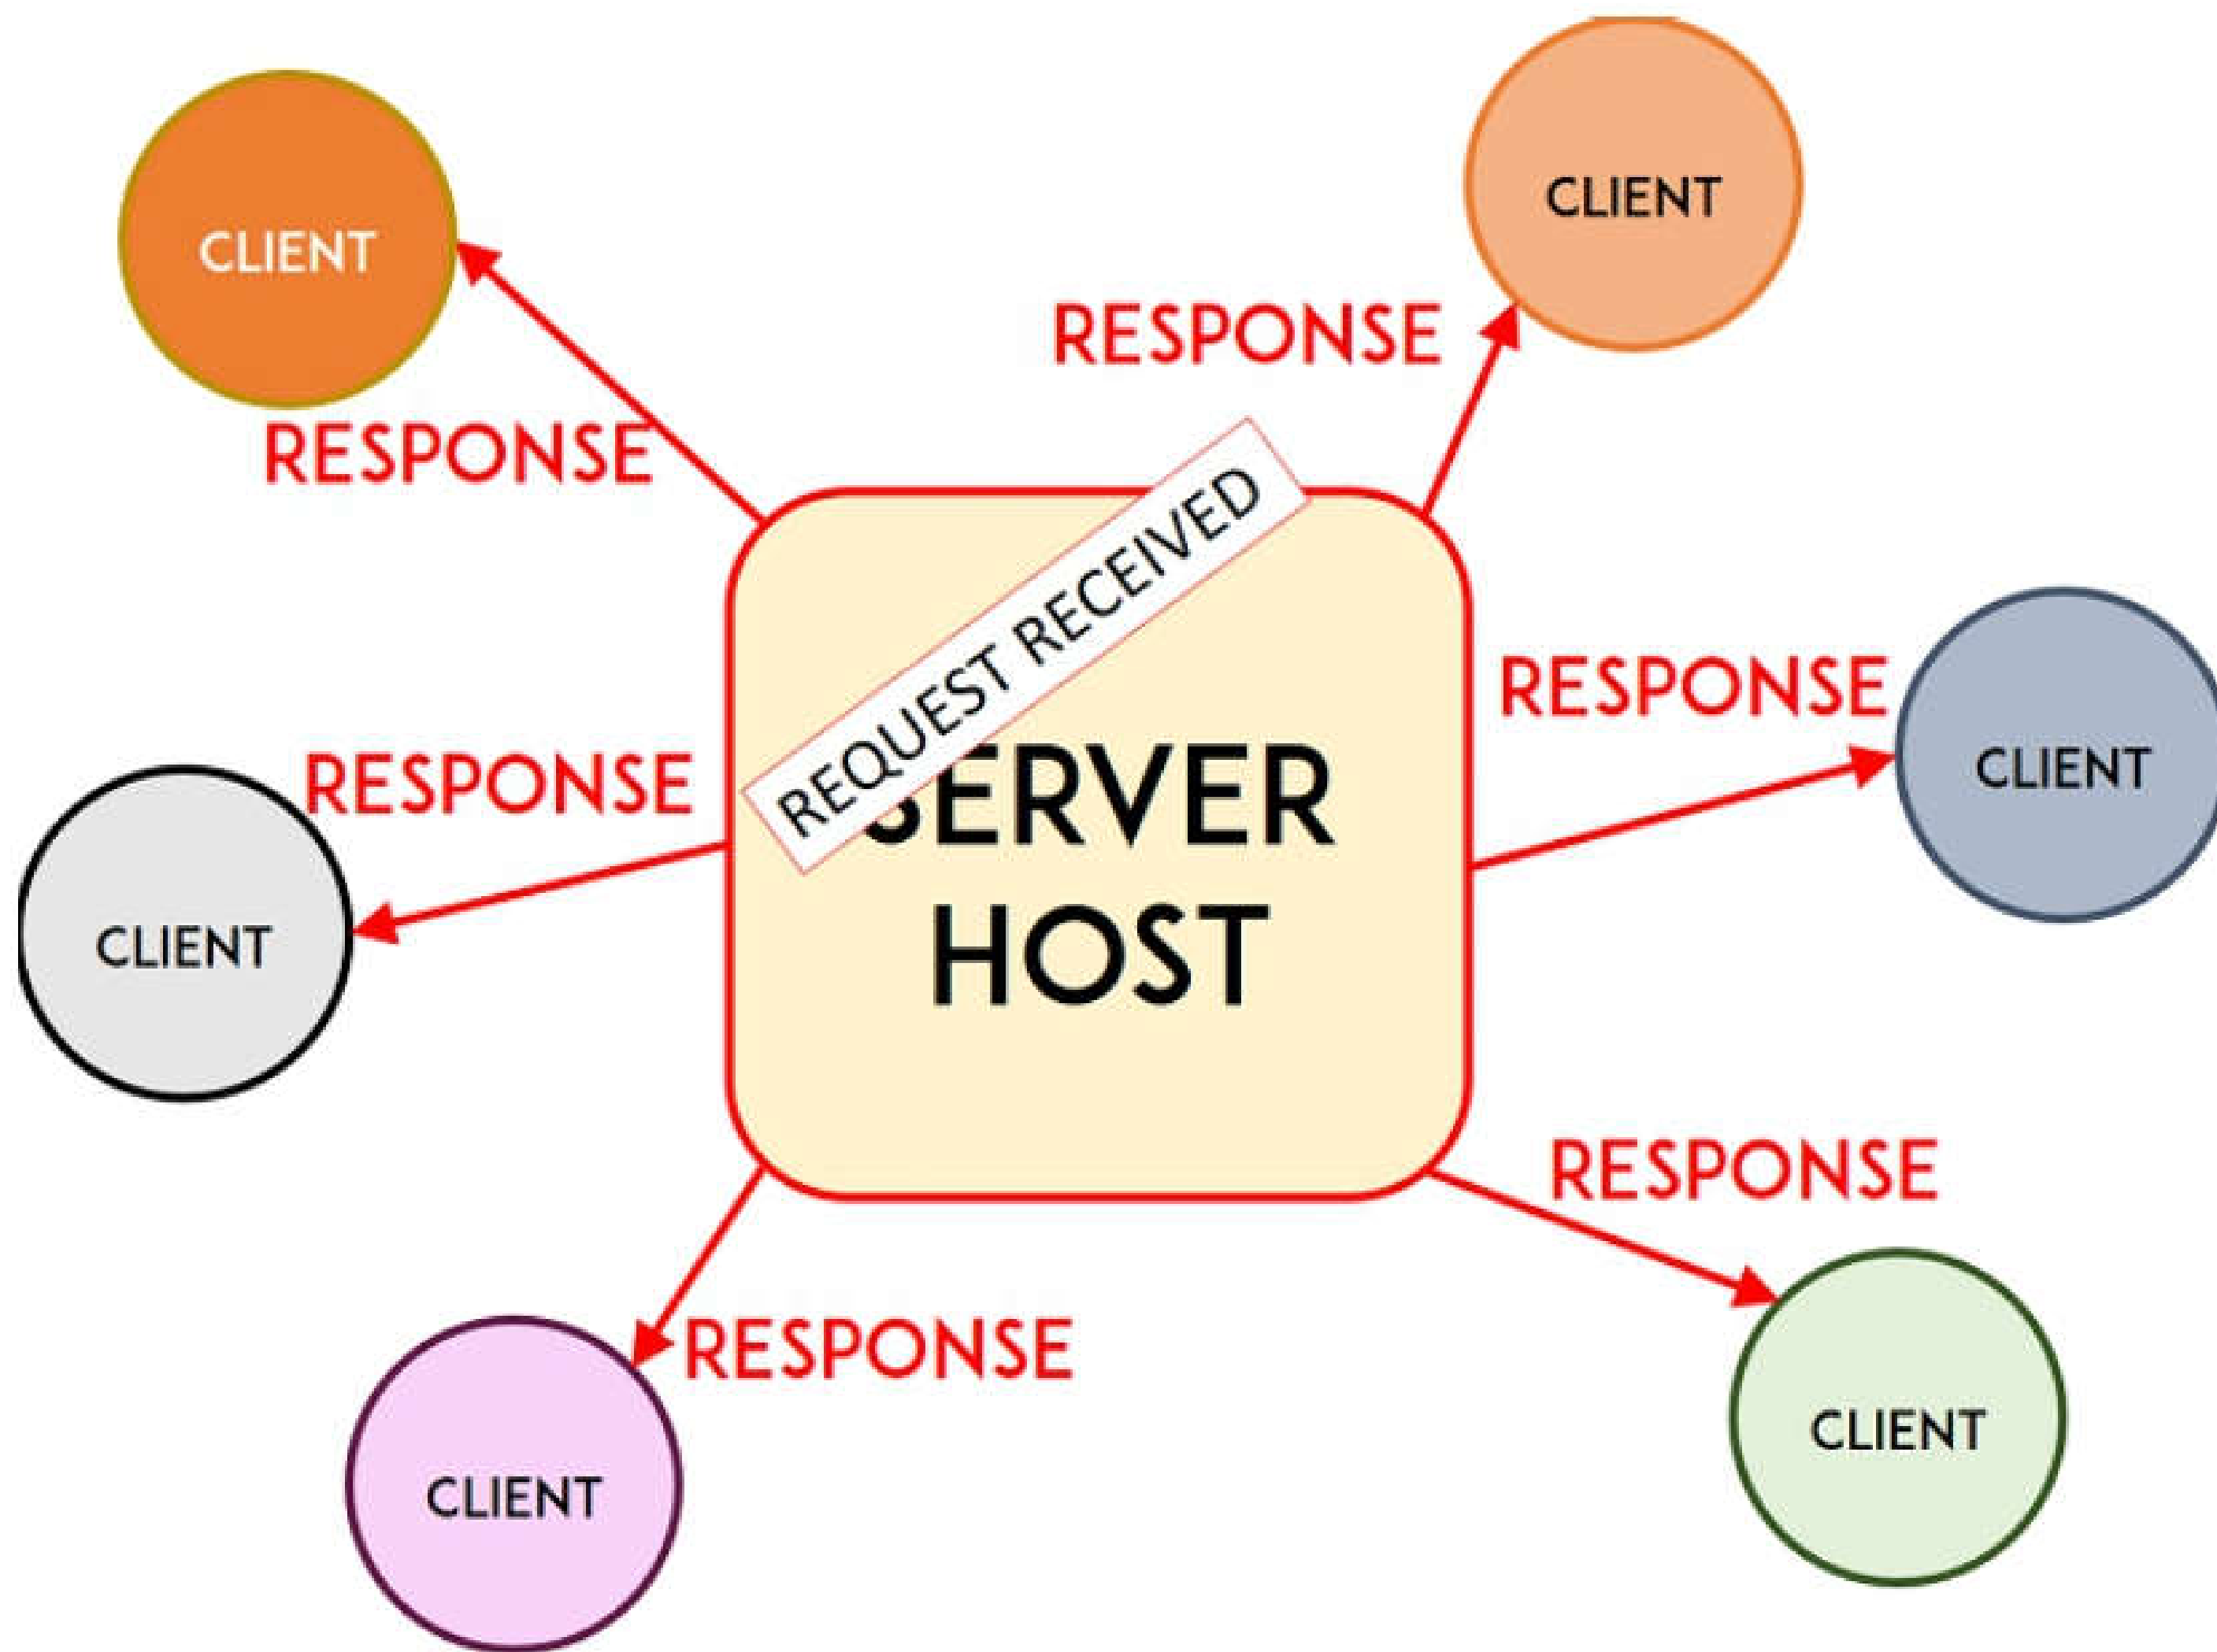 CLIENT
CLIENT
RESPONSE
RESPONSE
REQUEST RECEIVED
RESPONSE
RESPONSE
CLIENT
SERVER
HOST
CLIENT
RESPONSE
RESPONSE
CLIENT
CLIENT